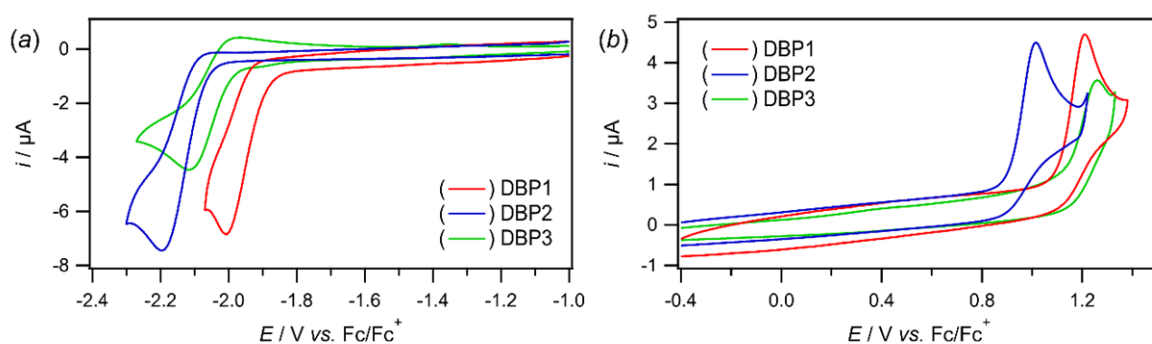 (a)
0
-2
-4
-6
-8
i / µA
(—) DBP1
(—) DBP2
(—) DBP3
-2.4 -2.2 -2.0 -1.8 -1.6 -1.4 -1.2 -1.0
E / V vs. Fc/Fc+
(b)
5
4
3
2
1
0
-1
i / µA
(—) DBP1
(—) DBP2
(—) DBP3
-0.4 0.0 0.4 0.8 1.2
E / V vs. Fc/Fc+